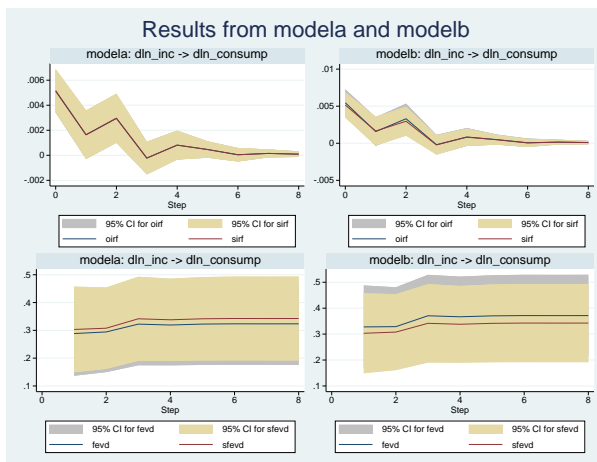 Results from modela and modelb
modela: dln_inc -> dln_consump
.006
.004
.002
0
-.002
0 2 4 6 8
Step
95% CI for oirf 95% CI for sirf
oirf sirf
modelb: dln_inc -> dln_consump
.01
.005
0
-.005
0 2 4 6 8
Step
95% CI for oirf 95% CI for sirf
oirf sirf
modela: dln_inc -> dln_consump
.5
.4
.3
.2
.1
0 2 4 6 8
Step
95% CI for fevd 95% CI for sfevd
fevd sfevd
modelb: dln_inc -> dln_consump
.5
.4
.3
.2
.1
0 2 4 6 8
Step
95% CI for fevd 95% CI for sfevd
fevd sfevd